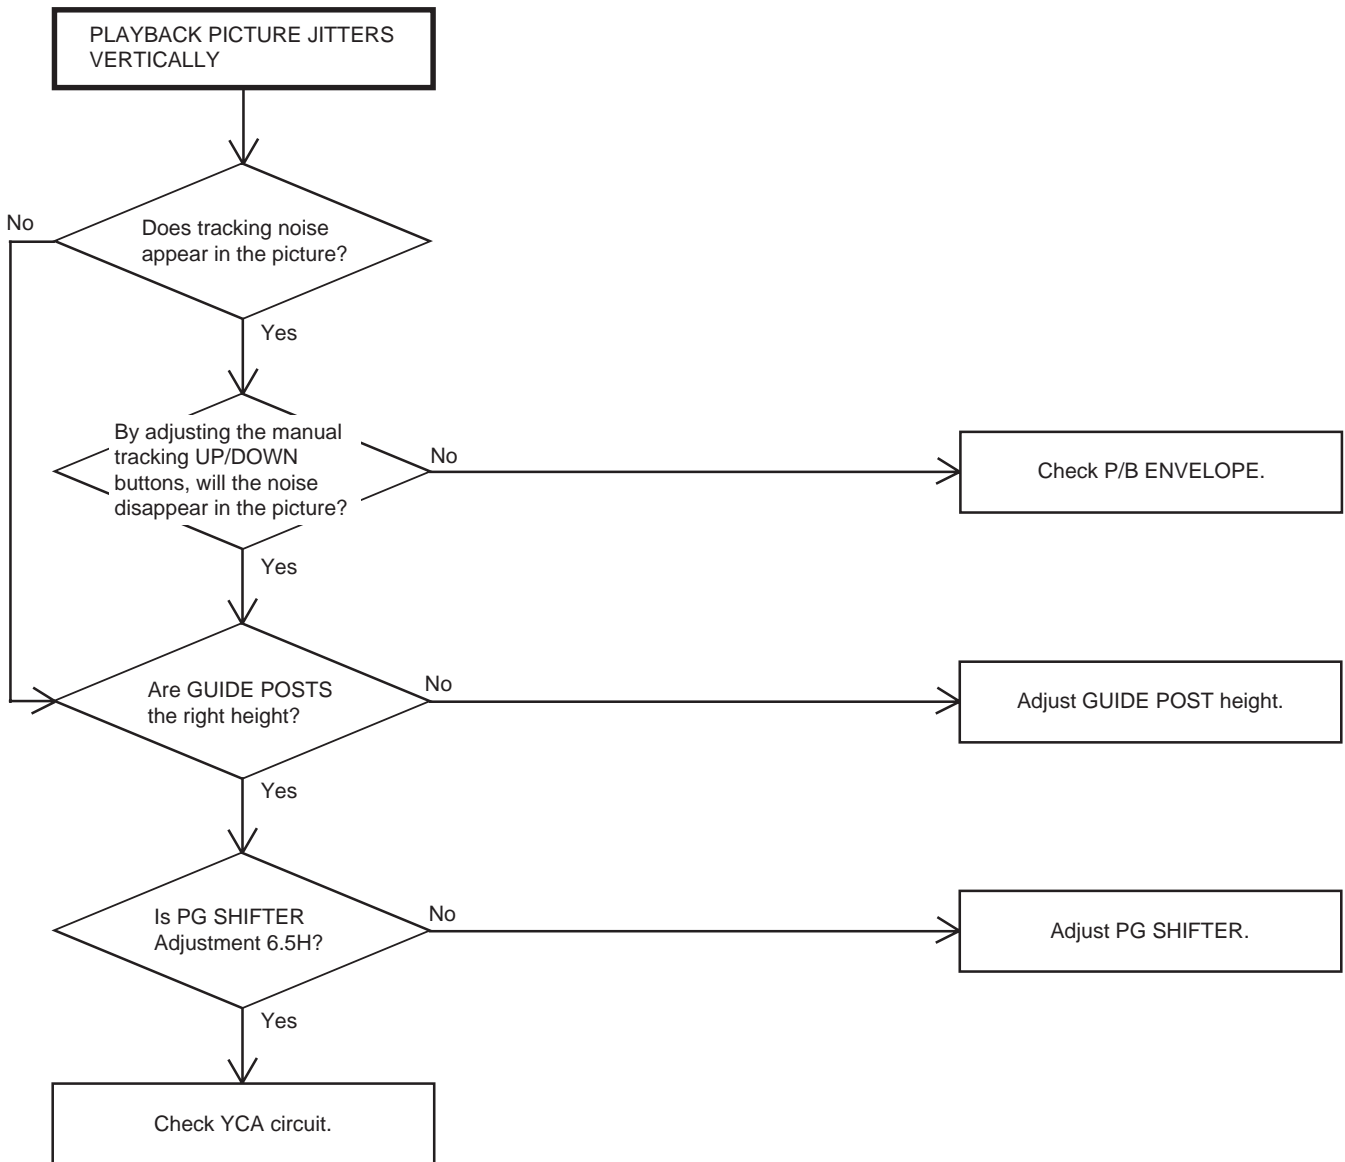 PLAYBACK PICTURE JITTERS
VERTICALLY
No
Does tracking noise
appear in the picture?
Yes
By adjusting the manual
tracking UP/DOWN
buttons, will the noise
disappear in the picture?
No
Check P/B ENVELOPE.
Yes
Are GUIDE POSTS
the right height?
No
Adjust GUIDE POST height.
Yes
Is PG SHIFTER
Adjustment 6.5H?
No
Adjust PG SHIFTER.
Yes
Check YCA circuit.